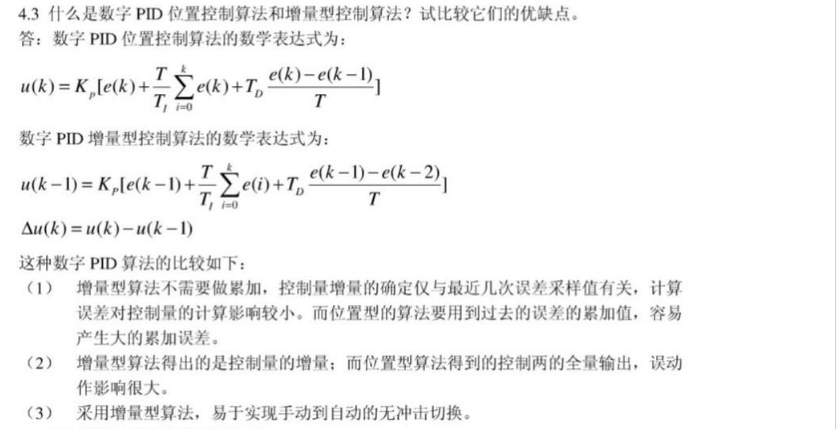 4.3 什么是数字 PID 位置控制算法和增量型控制算法？试比较它们的优缺点。
答：数字 PID 位置控制算法的数学表达式为：
u(k) = K_p[e(k) + \frac{T}{T_I} \sum_{i=0}^{k} e(k) + T_D \frac{e(k) - e(k-1)}{T}]
数字 PID 增量型控制算法的数学表达式为：
u(k-1) = K_p[e(k-1) + \frac{T}{T_I} \sum_{i=0}^{k} e(i) + T_D \frac{e(k-1) - e(k-2)}{T}]
Δu(k) = u(k) - u(k-1)
这种数字 PID 算法的比较如下：
（1） 增量型算法不需要做累加，控制量增量的确定仅与最近几次误差采样值有关，计算
误差对控制量的计算影响较小。而位置型的算法要用到过去的误差的累加值，容易
产生大的累加误差。
（2） 增量型算法得出的是控制量的增量；而位置型算法得到的控制两的全量输出，误动
作影响很大。
（3） 采用增量型算法，易于实现手动到自动的无冲击切换。